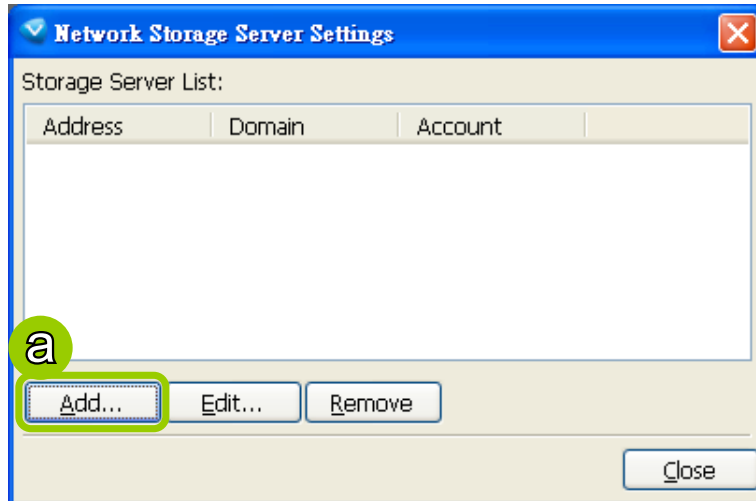 Network Storage Server Settings
Storage Server List:
Address Domain Account
a
Add... Edit... Remove
Close